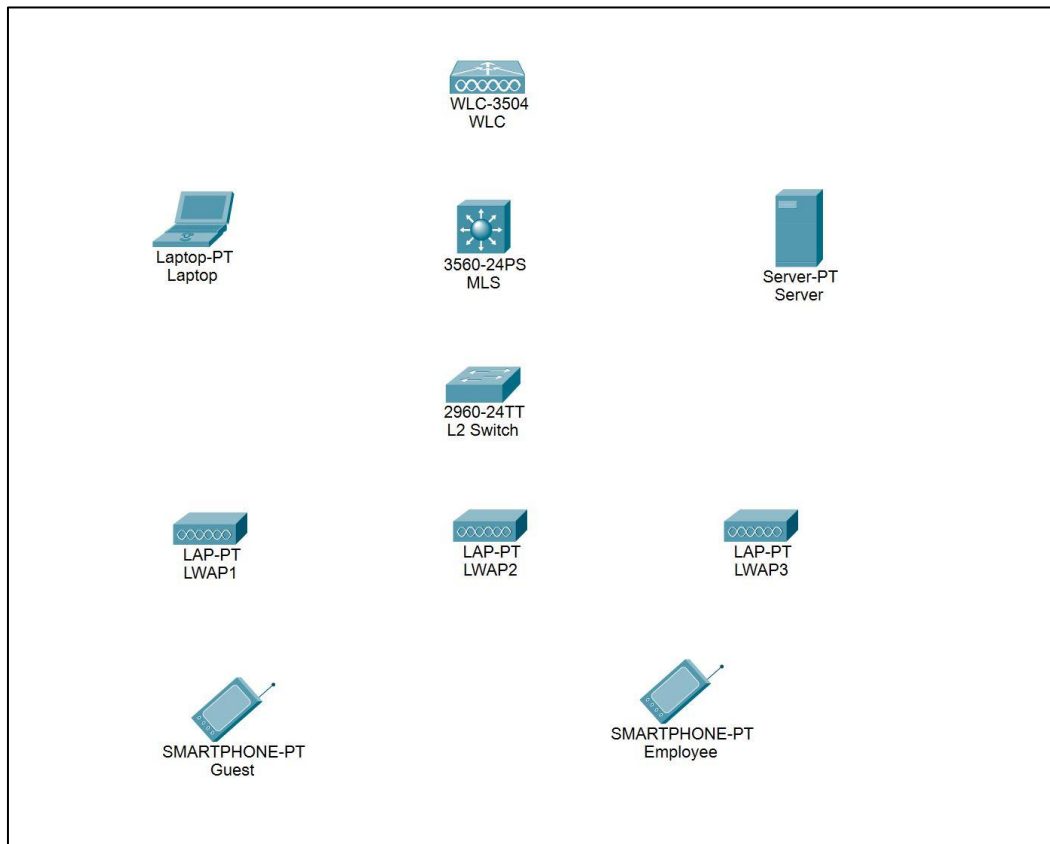 WLC-3504
WLC
Laptop-PT
Laptop
3560-24PS
MLS
Server-PT
Server
2960-24TT
L2 Switch
LAP-PT
LWAP1
LAP-PT
LWAP2
LAP-PT
LWAP3
SMARTPHONE-PT
Guest
SMARTPHONE-PT
Employee